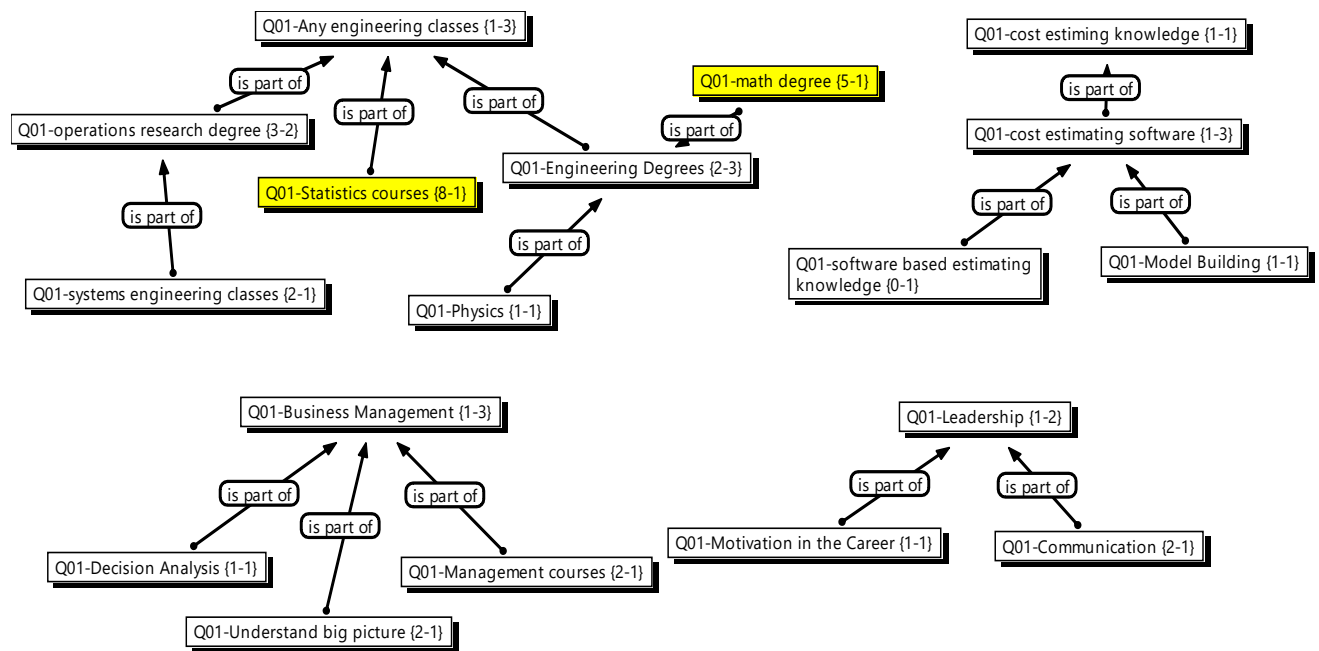 Q01-Any engineering classes {1-3}
Q01-cost estiming knowledge {1-1}
is part of
Q01-math degree {5-1}
is part of
is part of
is part of
is part of
Q01-operations research degree {3-2}
is part of
Q01-cost estimating software {1-3}
Q01-Engineering Degrees {2-3}
Q01-Statistics courses {8-1}
is part of
is part of
is part of
is part of
Q01-software based estimating
knowledge {0-1}
Q01-Model Building {1-1}
Q01-systems engineering classes {2-1}
Q01-Physics {1-1}
Q01-Business Management {1-3}
Q01-Leadership {1-2}
is part of
is part of
is part of
is part of
is part of
Q01-Motivation in the Career {1-1}
Q01-Communication {2-1}
Q01-Decision Analysis {1-1}
Q01-Management courses {2-1}
Q01-Understand big picture {2-1}